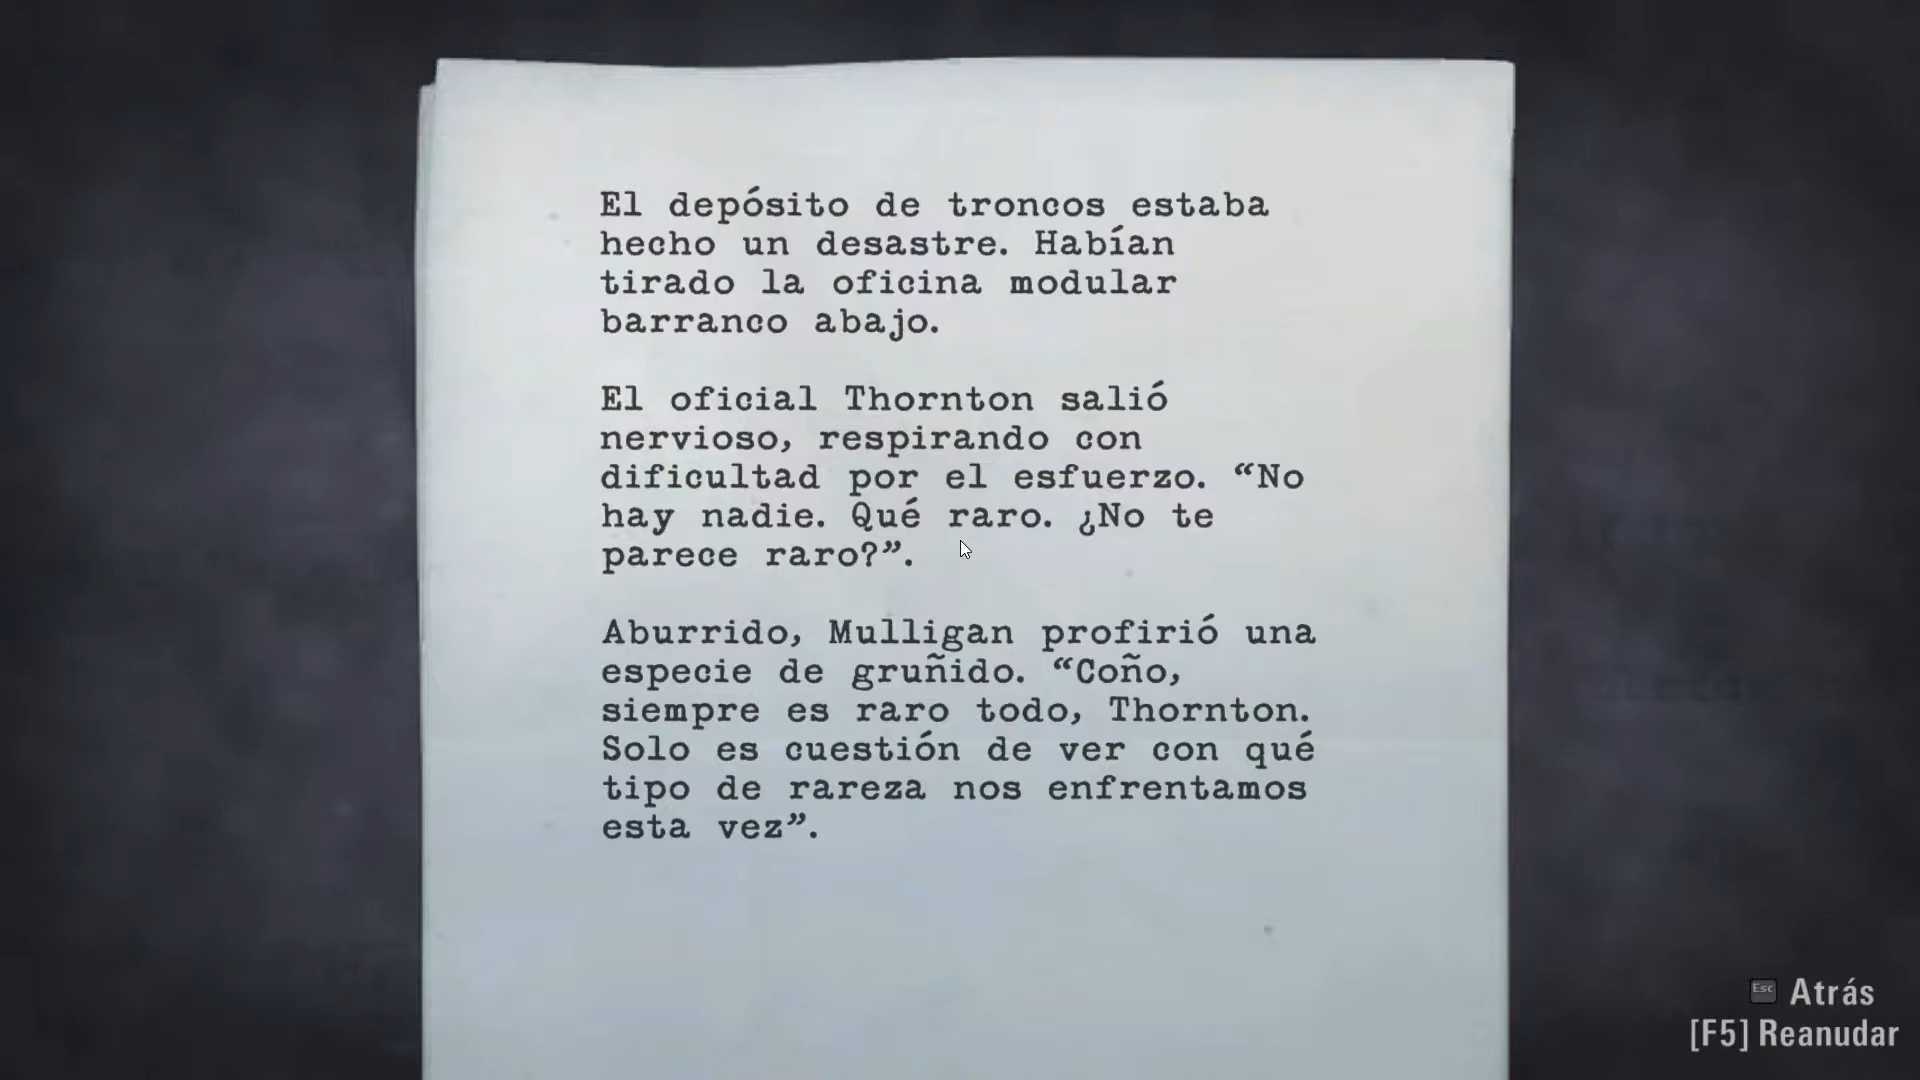 El depósito de troncos estaba
hecho un desastre. Habían
tirado la oficina modular
barranco abajo.
El oficial Thornton salió
nervioso, respirando con
dificultad por el esfuerzo. “No
hay nadie. Qué raro. ¿No te
parece raro?”.
Aburrido, Mulligan profirió una
especie de gruñido. “Coño,
siempre es raro todo, Thornton.
Solo es cuestión de ver con qué
tipo de rareza nos enfrentamos
esta vez”.
Esc Atrás
[F5] Reanudar